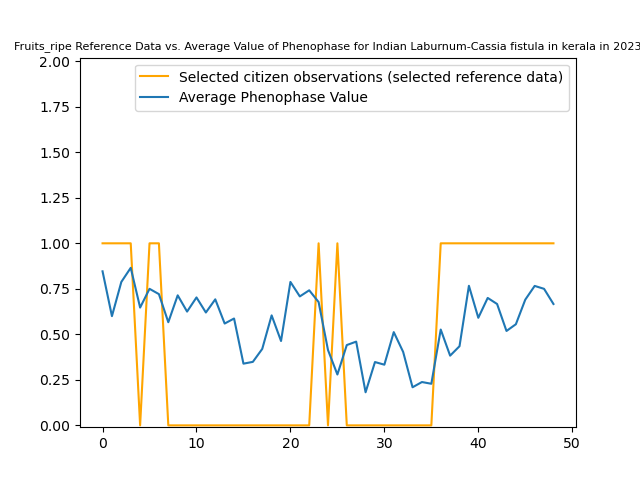 Fruits_ripe Reference Data vs. Average Value of Phenophase for Indian Laburnum-Cassia fistula in kerala in 2023
2.00
Selected citizen observations (selected reference data)
Average Phenophase Value
1.75
1.50
1.25
1.00
0.75
0.50
0.25
0.00
0 10 20 30 40 50